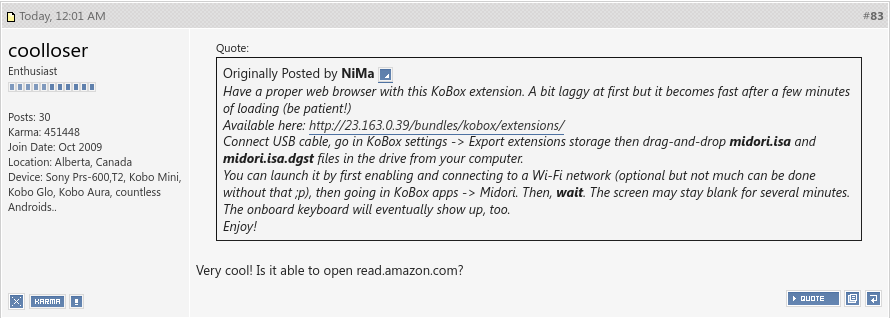 Today, 12:01 AM
#83
coolloser
Enthusiast
Posts: 30
Karma: 451448
Join Date: Oct 2009
Location: Alberta, Canada
Device: Sony Prs-600,T2, Kobo Mini,
Kobo Glo, Kobo Aura, countless
Androids..
KARMA
Quote:
Originally Posted by NiMa
Have a proper web browser with this KoBox extension. A bit laggy at first but it becomes fast after a few minutes
of loading (be patient!)
Available here: http://23.163.0.39/bundles/kobox/extensions/
Connect USB cable, go in KoBox settings -> Export extensions storage then drag-and-drop midori.isa and
midori.isa.dgst files in the drive from your computer.
You can launch it by first enabling and connecting to a Wi-Fi network (optional but not much can be done
without that ;p), then going in KoBox apps -> Midori. Then, wait. The screen may stay blank for several minutes.
The onboard keyboard will eventually show up, too.
Enjoy!
Very cool! Is it able to open read.amazon.com?
QUOTE